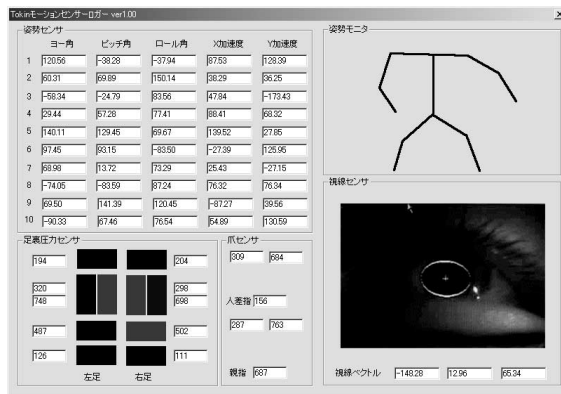 Tokinモーションセンサーロガー ver1.00
姿勢センサ
ヨー角 ピッチ角 ロール角 X加速度 Y加速度
1 120.56 -38.28 -37.94 87.53 128.39
2 60.31 69.89 150.14 38.29 36.25
3 -58.34 -24.79 83.56 47.84 -173.43
4 29.44 57.28 77.41 88.41 68.32
5 140.11 129.45 69.67 139.52 27.85
6 97.45 93.15 -83.50 -27.39 125.95
7 68.98 13.72 73.29 25.43 -27.15
8 -74.05 -83.59 87.24 76.32 76.34
9 69.50 141.39 120.45 -87.27 39.56
10 -90.33 67.46 76.54 54.89 130.59
足裏圧力センサ
194 204
320 298
748 698
487 502
126 111
左足 右足
爪センサ
309 684
人差指 156
287 763
親指 687
姿勢モニタ
視線センサ
視線ベクトル -148.28 12.96 65.34